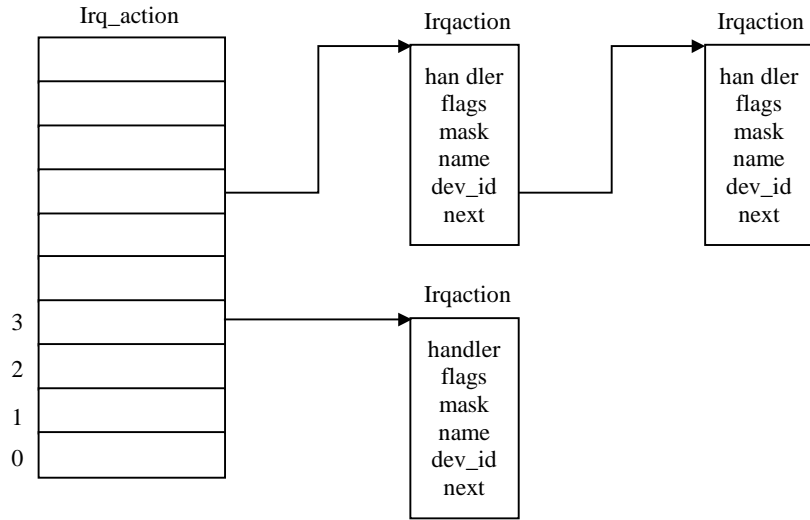 Irq_action
Irqaction
Irqaction
han dler
flags
mask
name
dev_id
next
han dler
flags
mask
name
dev_id
next
Irqaction
3
2
1
0
handler
flags
mask
name
dev_id
next